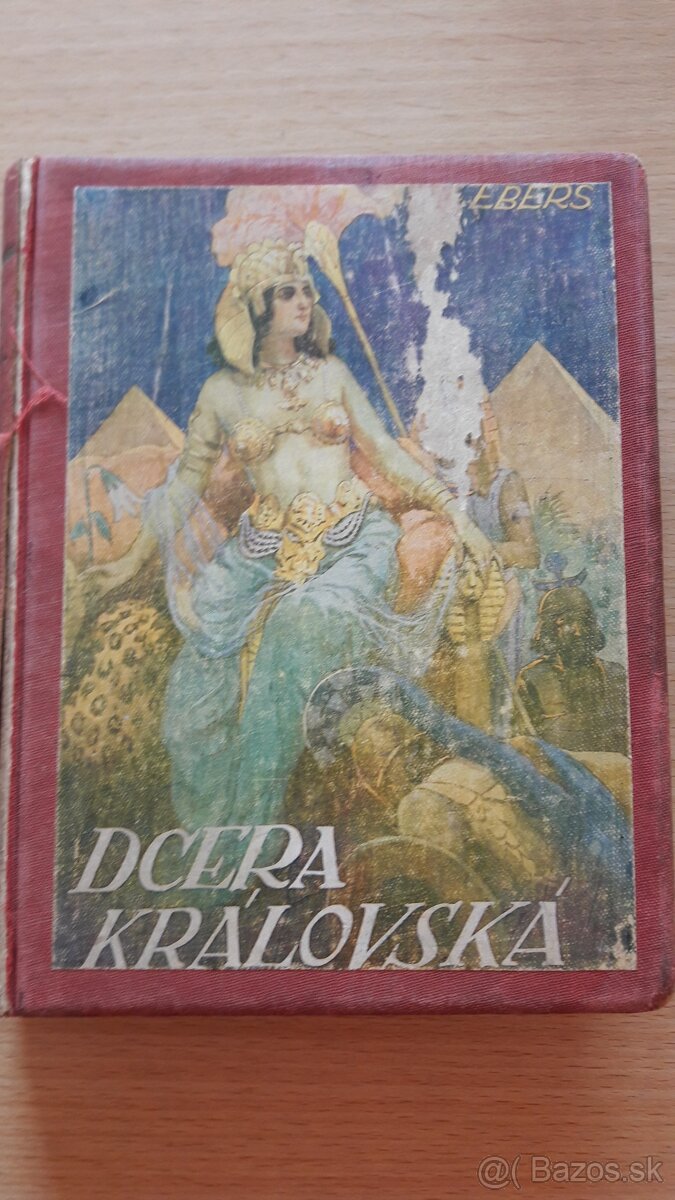 EBERS
DCERA
KRÁLOVSKÁ
@( Bazos.sk